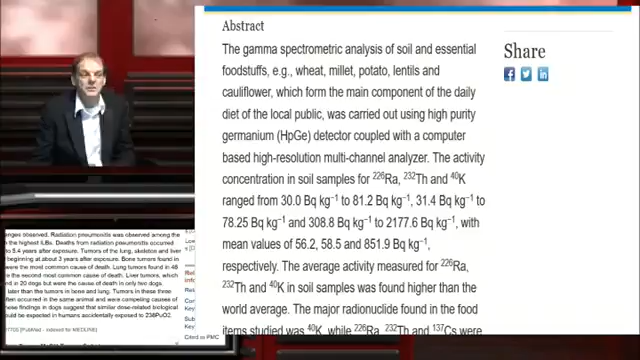 Abstract
The gamma spectrometric analysis of soil and essential
foodstuffs, e.g., wheat, millet, potato, lentils and
cauliflower, which form the main component of the daily
diet of the local public, was carried out using high purity
germanium (HpGe) detector coupled with a computer
based high-resolution multi-channel analyzer. The activity
concentration in soil samples for ²²⁶Ra, ²³²Th and ⁴⁰K
ranged from 30.0 Bq kg⁻¹ to 81.2 Bq kg⁻¹, 31.4 Bq kg⁻¹ to
78.25 Bq kg⁻¹ and 308.8 Bq kg⁻¹ to 2177.6 Bq kg⁻¹, with
mean values of 56.2, 58.5 and 851.9 Bq kg⁻¹,
respectively. The average activity measured for ²²⁶Ra,
²³²Th and ⁴⁰K in soil samples was found higher than the
world average. The major radionuclide found in the food
items studied was ⁴⁰K, while ²²⁶Ra, ²³²Th and ¹³⁷Cs were
Share
anges observed. Radiation pneumonitis was observed among the
the highest ILBs. Deaths from radiation pneumonitis occurred
to 5.4 years after exposure. Tumors of the lung, skeleton and liver
beginning at about 3 years after exposure. Bone tumors found in
were the most common cause of death. Lung tumors found in 46
the second most common cause of death. Liver tumors, which
in 20 dogs but were the cause of death in only two dogs,
later than the tumors in bone and lung. Tumors in these three
often occurred in the same animal and were competing causes of
these findings in dogs suggest that similar dose-related biological
could be expected in humans accidentally exposed to 238PuO2.
[PubMed - indexed for MEDLINE]
Cited in PMC